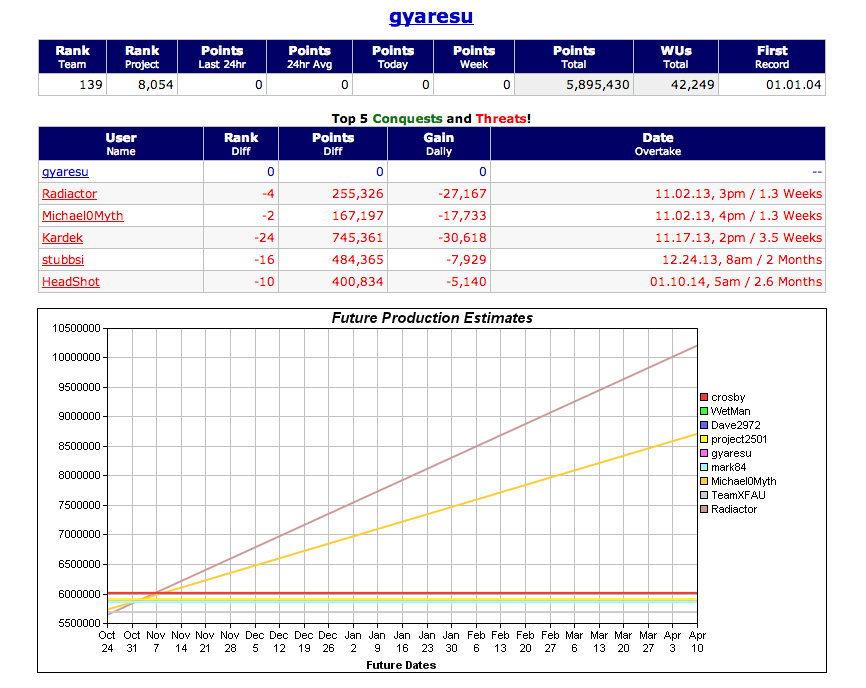 gyaresu
Rank Rank Points Points Points Points Points WUs First
Team Project Last 24hr 24hr Avg Today Week Total Total Record
139 8,054 0 0 0 0 5,895,430 42,249 01.01.04
Top 5 Conquests and Threats!
User Rank Points Gain Date
Name Diff Diff Daily Overtake
gyaresu 0 0 0 --
Radiactor -4 255,326 -27,167 11.02.13, 3pm / 1.3 Weeks
Michael0Myth -2 167,197 -17,733 11.02.13, 4pm / 1.3 Weeks
Kardek -24 745,361 -30,618 11.17.13, 2pm / 3.5 Weeks
stubbsi -16 484,365 -7,929 12.24.13, 8am / 2 Months
HeadShot -10 400,834 -5,140 01.10.14, 5am / 2.6 Months
Future Production Estimates
10500000
10000000
9500000
9000000
8500000
8000000
7500000
7000000
6500000
6000000
5500000
crosby
WetMan
Dave2972
project2501
gyaresu
mark84
Michael0Myth
TeamXFAU
Radiactor
Oct Oct Nov Nov Nov Nov Dec Dec Dec Dec Jan Jan Jan Jan Jan Feb Feb Feb Feb Mar Mar Mar Mar Apr Apr
24 31 7 14 21 28 5 12 19 26 2 9 16 23 30 6 13 20 27 6 13 20 27 3 10
Future Dates